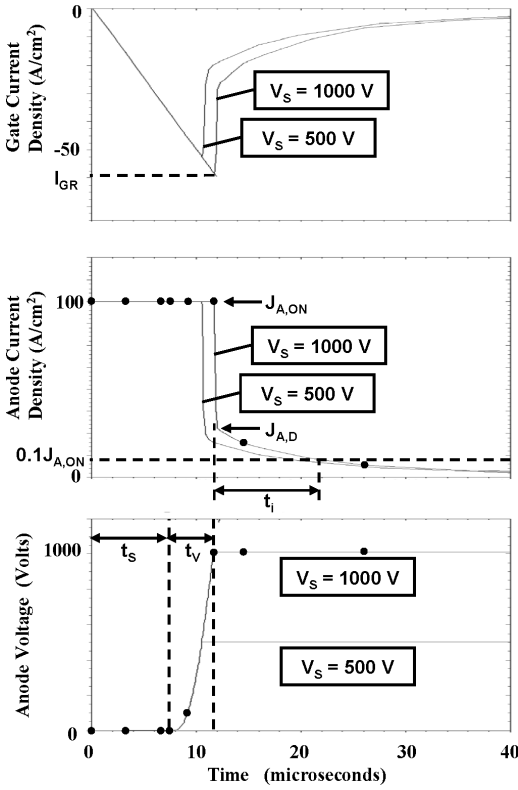 Gate Current
Density (A/cm²)
0
-50
I_GR
V_S = 1000 V
V_S = 500 V
Anode Current
Density (A/cm²)
100
0.1J_A,ON
0
J_A,ON
V_S = 1000 V
V_S = 500 V
J_A,D
t_i
Anode Voltage (Volts)
1000
0
t_S
t_V
V_S = 1000 V
V_S = 500 V
0
10
20
30
40
Time (microseconds)